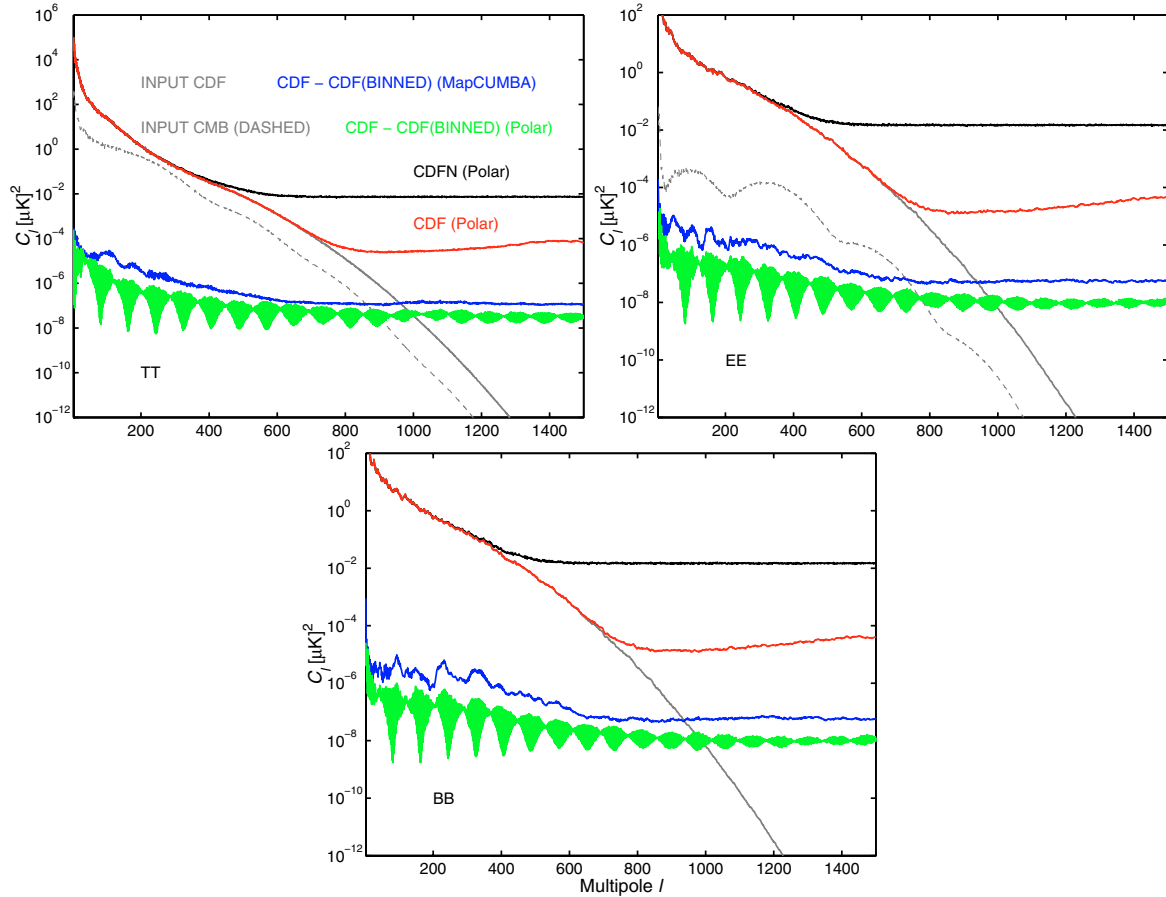 10^6
10^4
10^2
10^0
10^−2
10^−4
10^−6
10^−8
10^−10
10^−12
C_l [μK]^2
INPUT CDF
CDF − CDF(BINNED) (MapCUMBA)
INPUT CMB (DASHED)
CDF − CDF(BINNED) (Polar)
CDFN (Polar)
CDF (Polar)
TT
200 400 600 800 1000 1200 1400
10^2
10^0
10^−2
10^−4
10^−6
10^−8
10^−10
10^−12
C_l [μK]^2
EE
200 400 600 800 1000 1200 1400
10^2
10^0
10^−2
10^−4
10^−6
10^−8
10^−10
10^−12
C_l [μK]^2
BB
200 400 600 800 1000 1200 1400
Multipole l